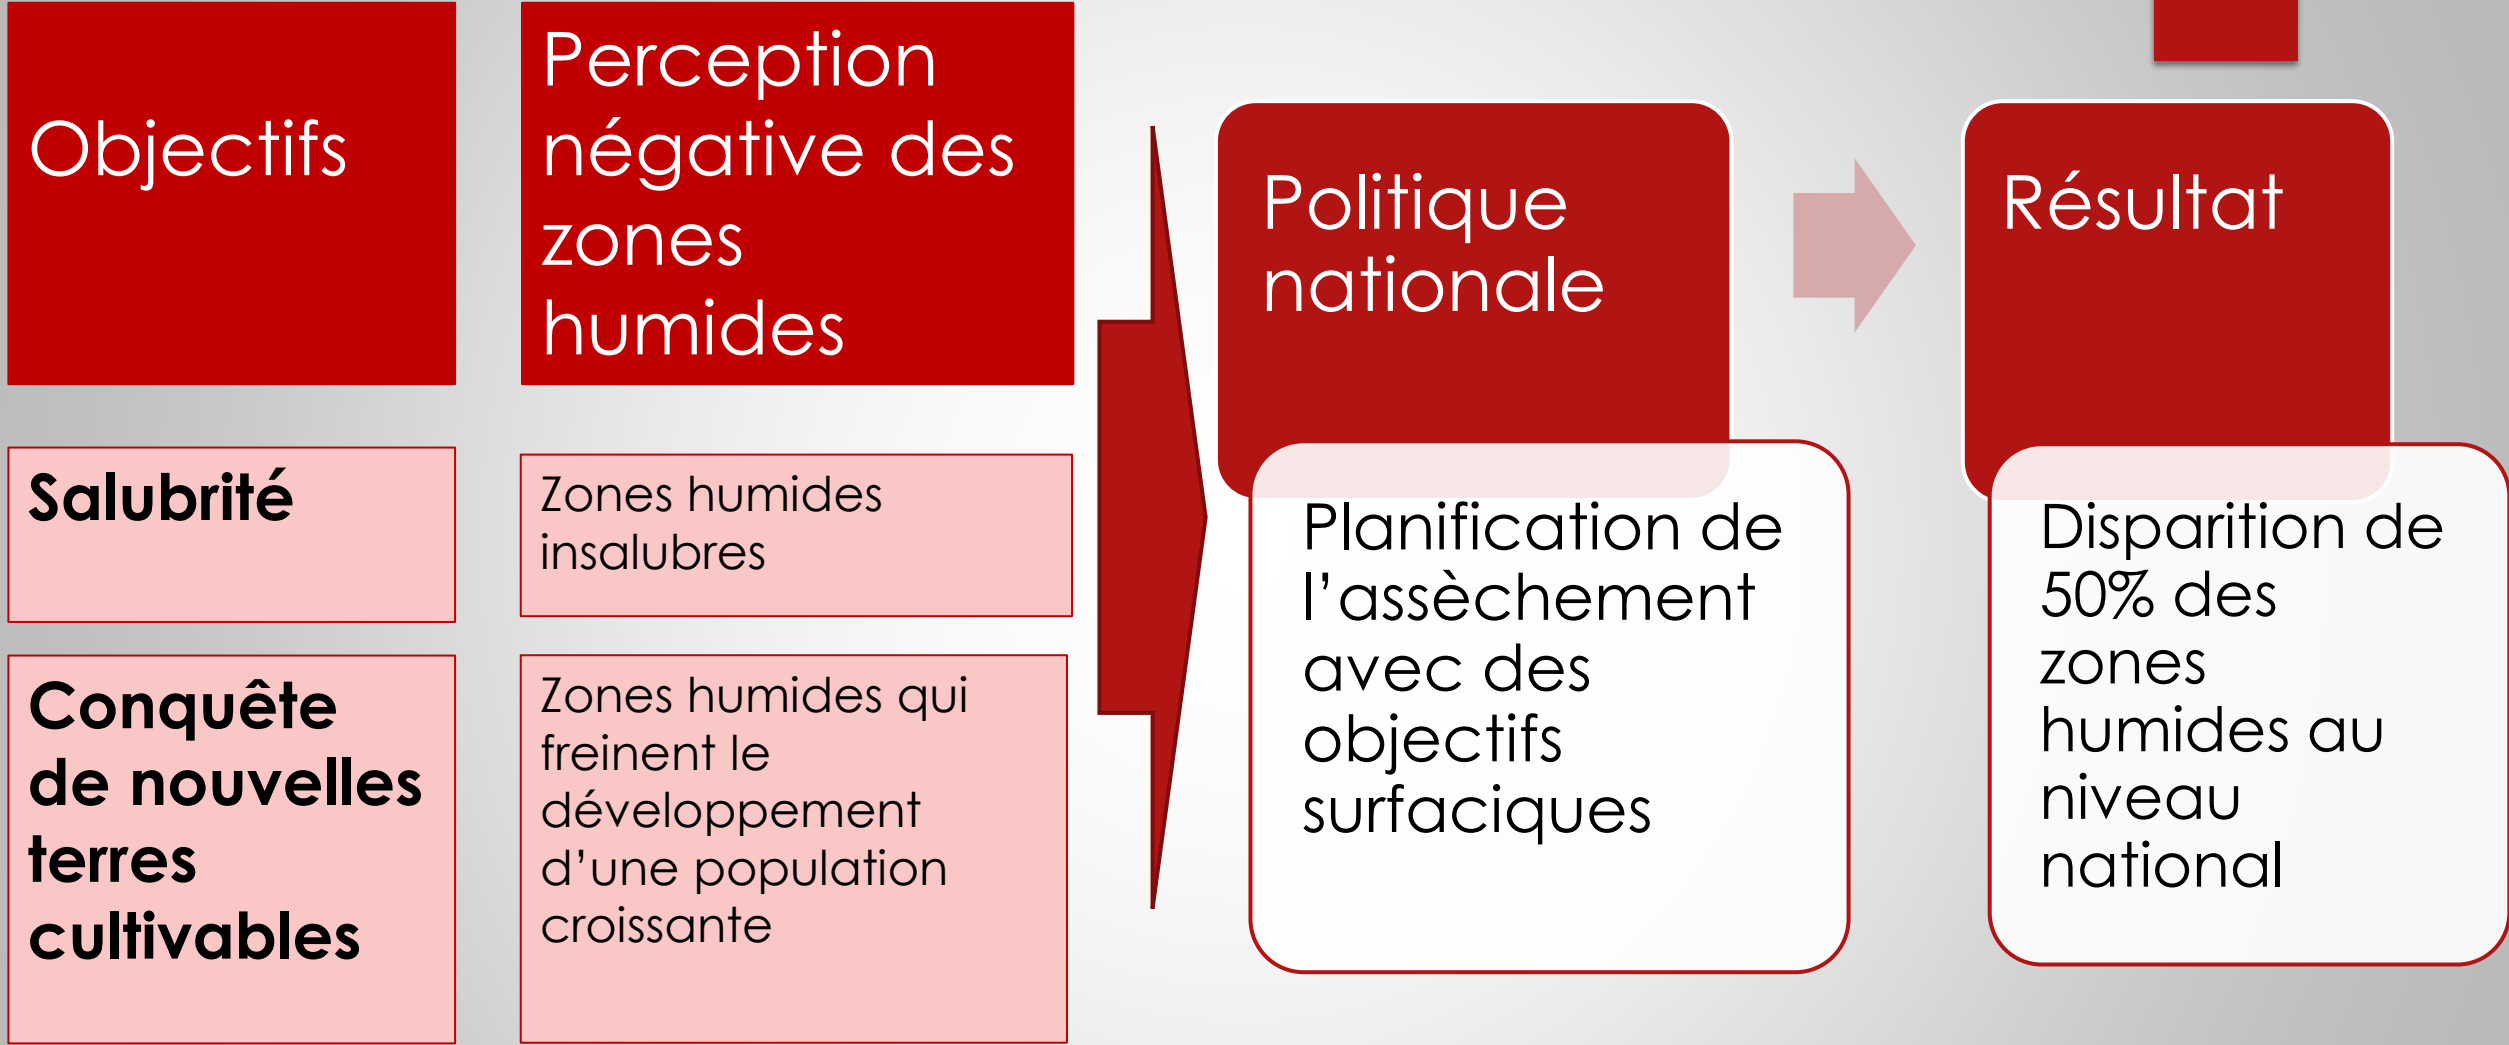 Objectifs
Perception
négative des
zones
humides
Salubrité
Zones humides
insalubres
Conquête
de nouvelles
terres
cultivables
Zones humides qui
freinent le
développement
d’une population
croissante
Politique
nationale
Planification de
l’assèchement
avec des
objectifs
surfaciques
Résultat
Disparition de
50% des
zones
humides au
niveau
national